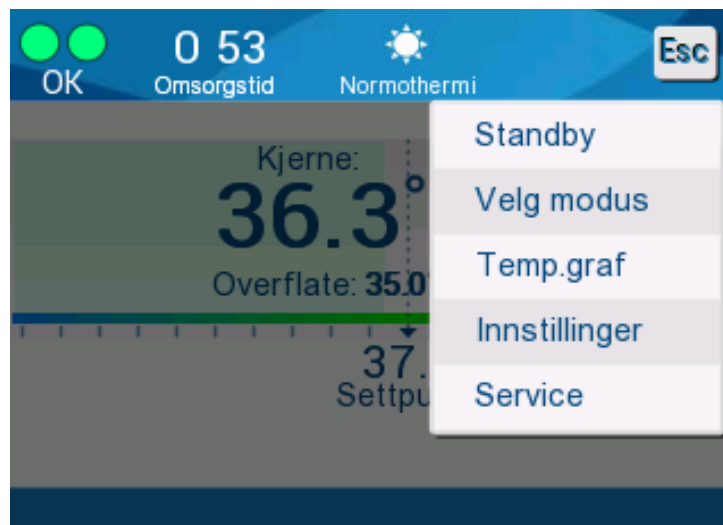 OK
0 53
Omsorgstid
Normothermi
Esc
Kjerne:
36.3°
Overflate: 35.0°
37.
Settpu
Standby
Velg modus
Temp.graf
Innstillinger
Service